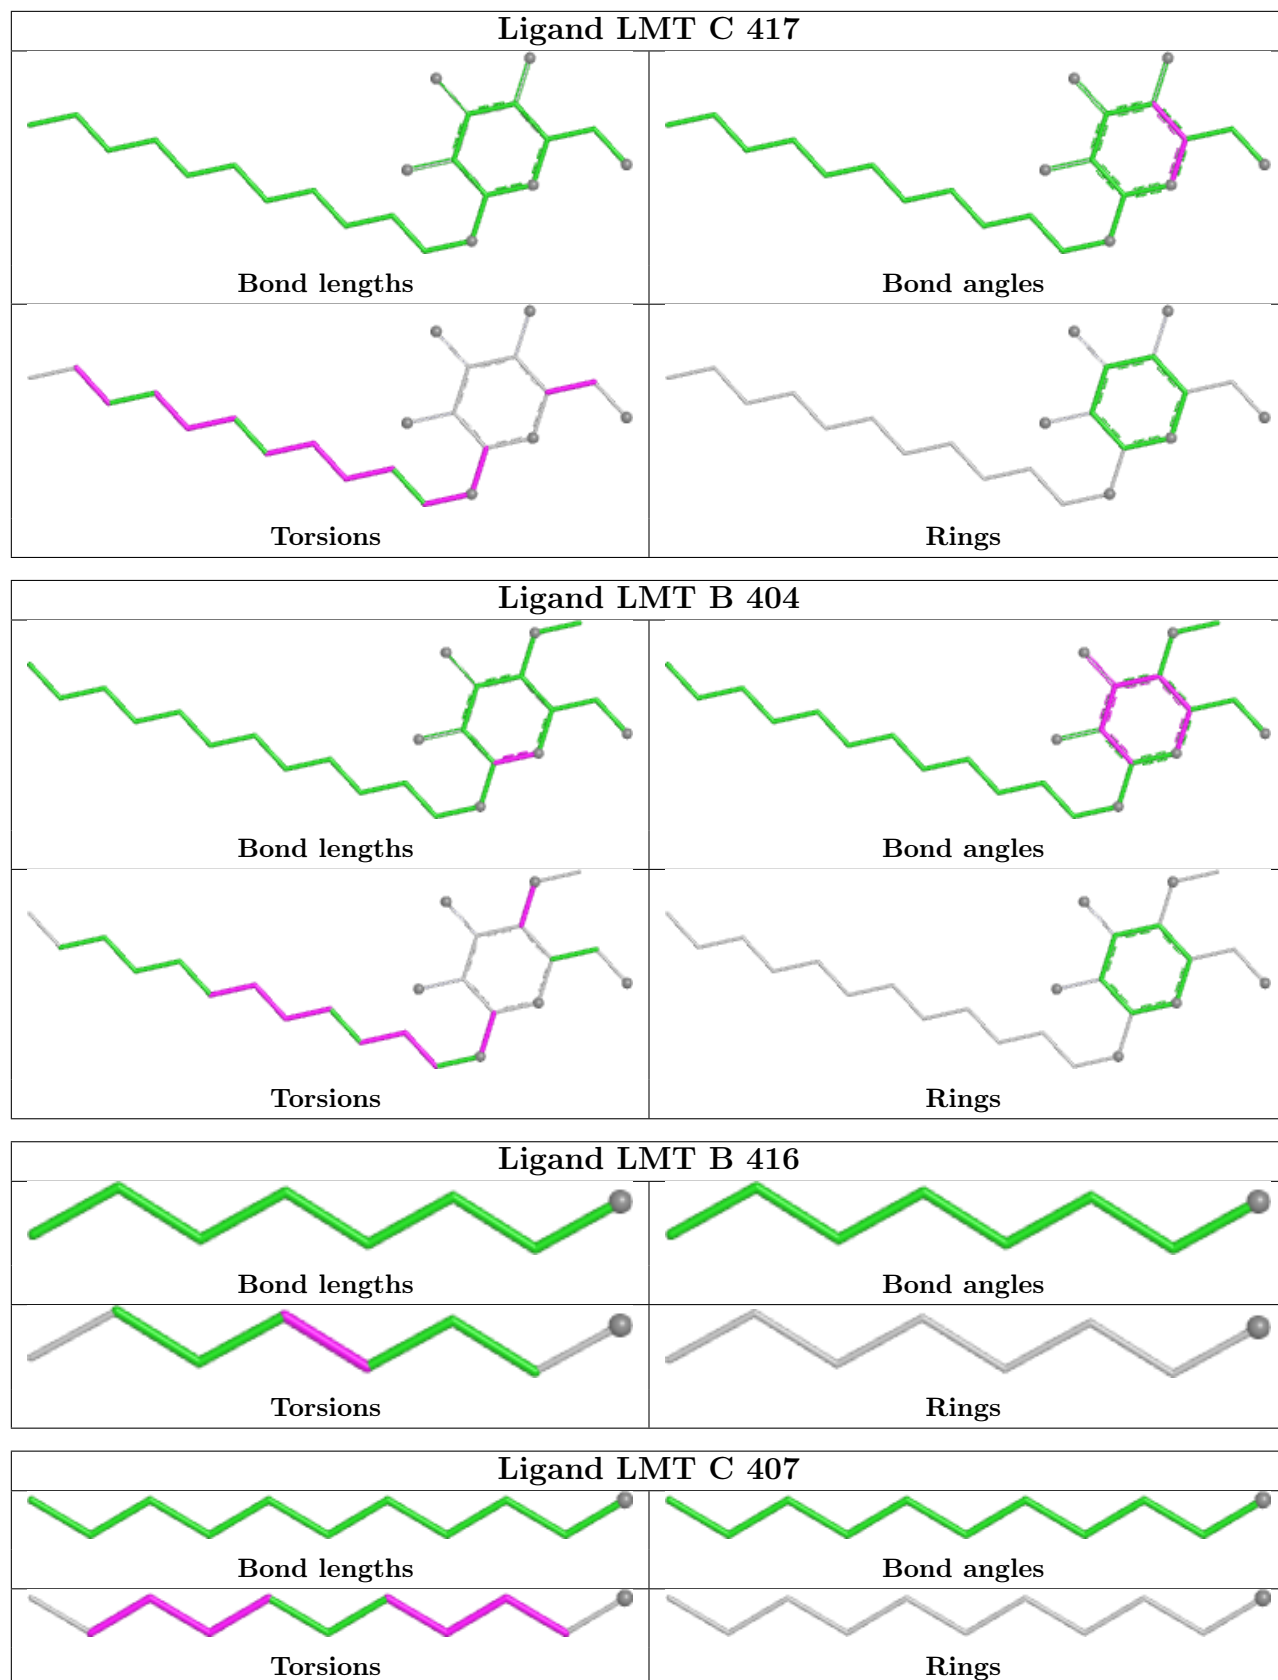 Ligand LMT C 417
Bond lengths
Bond angles
Torsions
Rings
Ligand LMT B 404
Bond lengths
Bond angles
Torsions
Rings
Ligand LMT B 416
Bond lengths
Bond angles
Torsions
Rings
Ligand LMT C 407
Bond lengths
Bond angles
Torsions
Rings